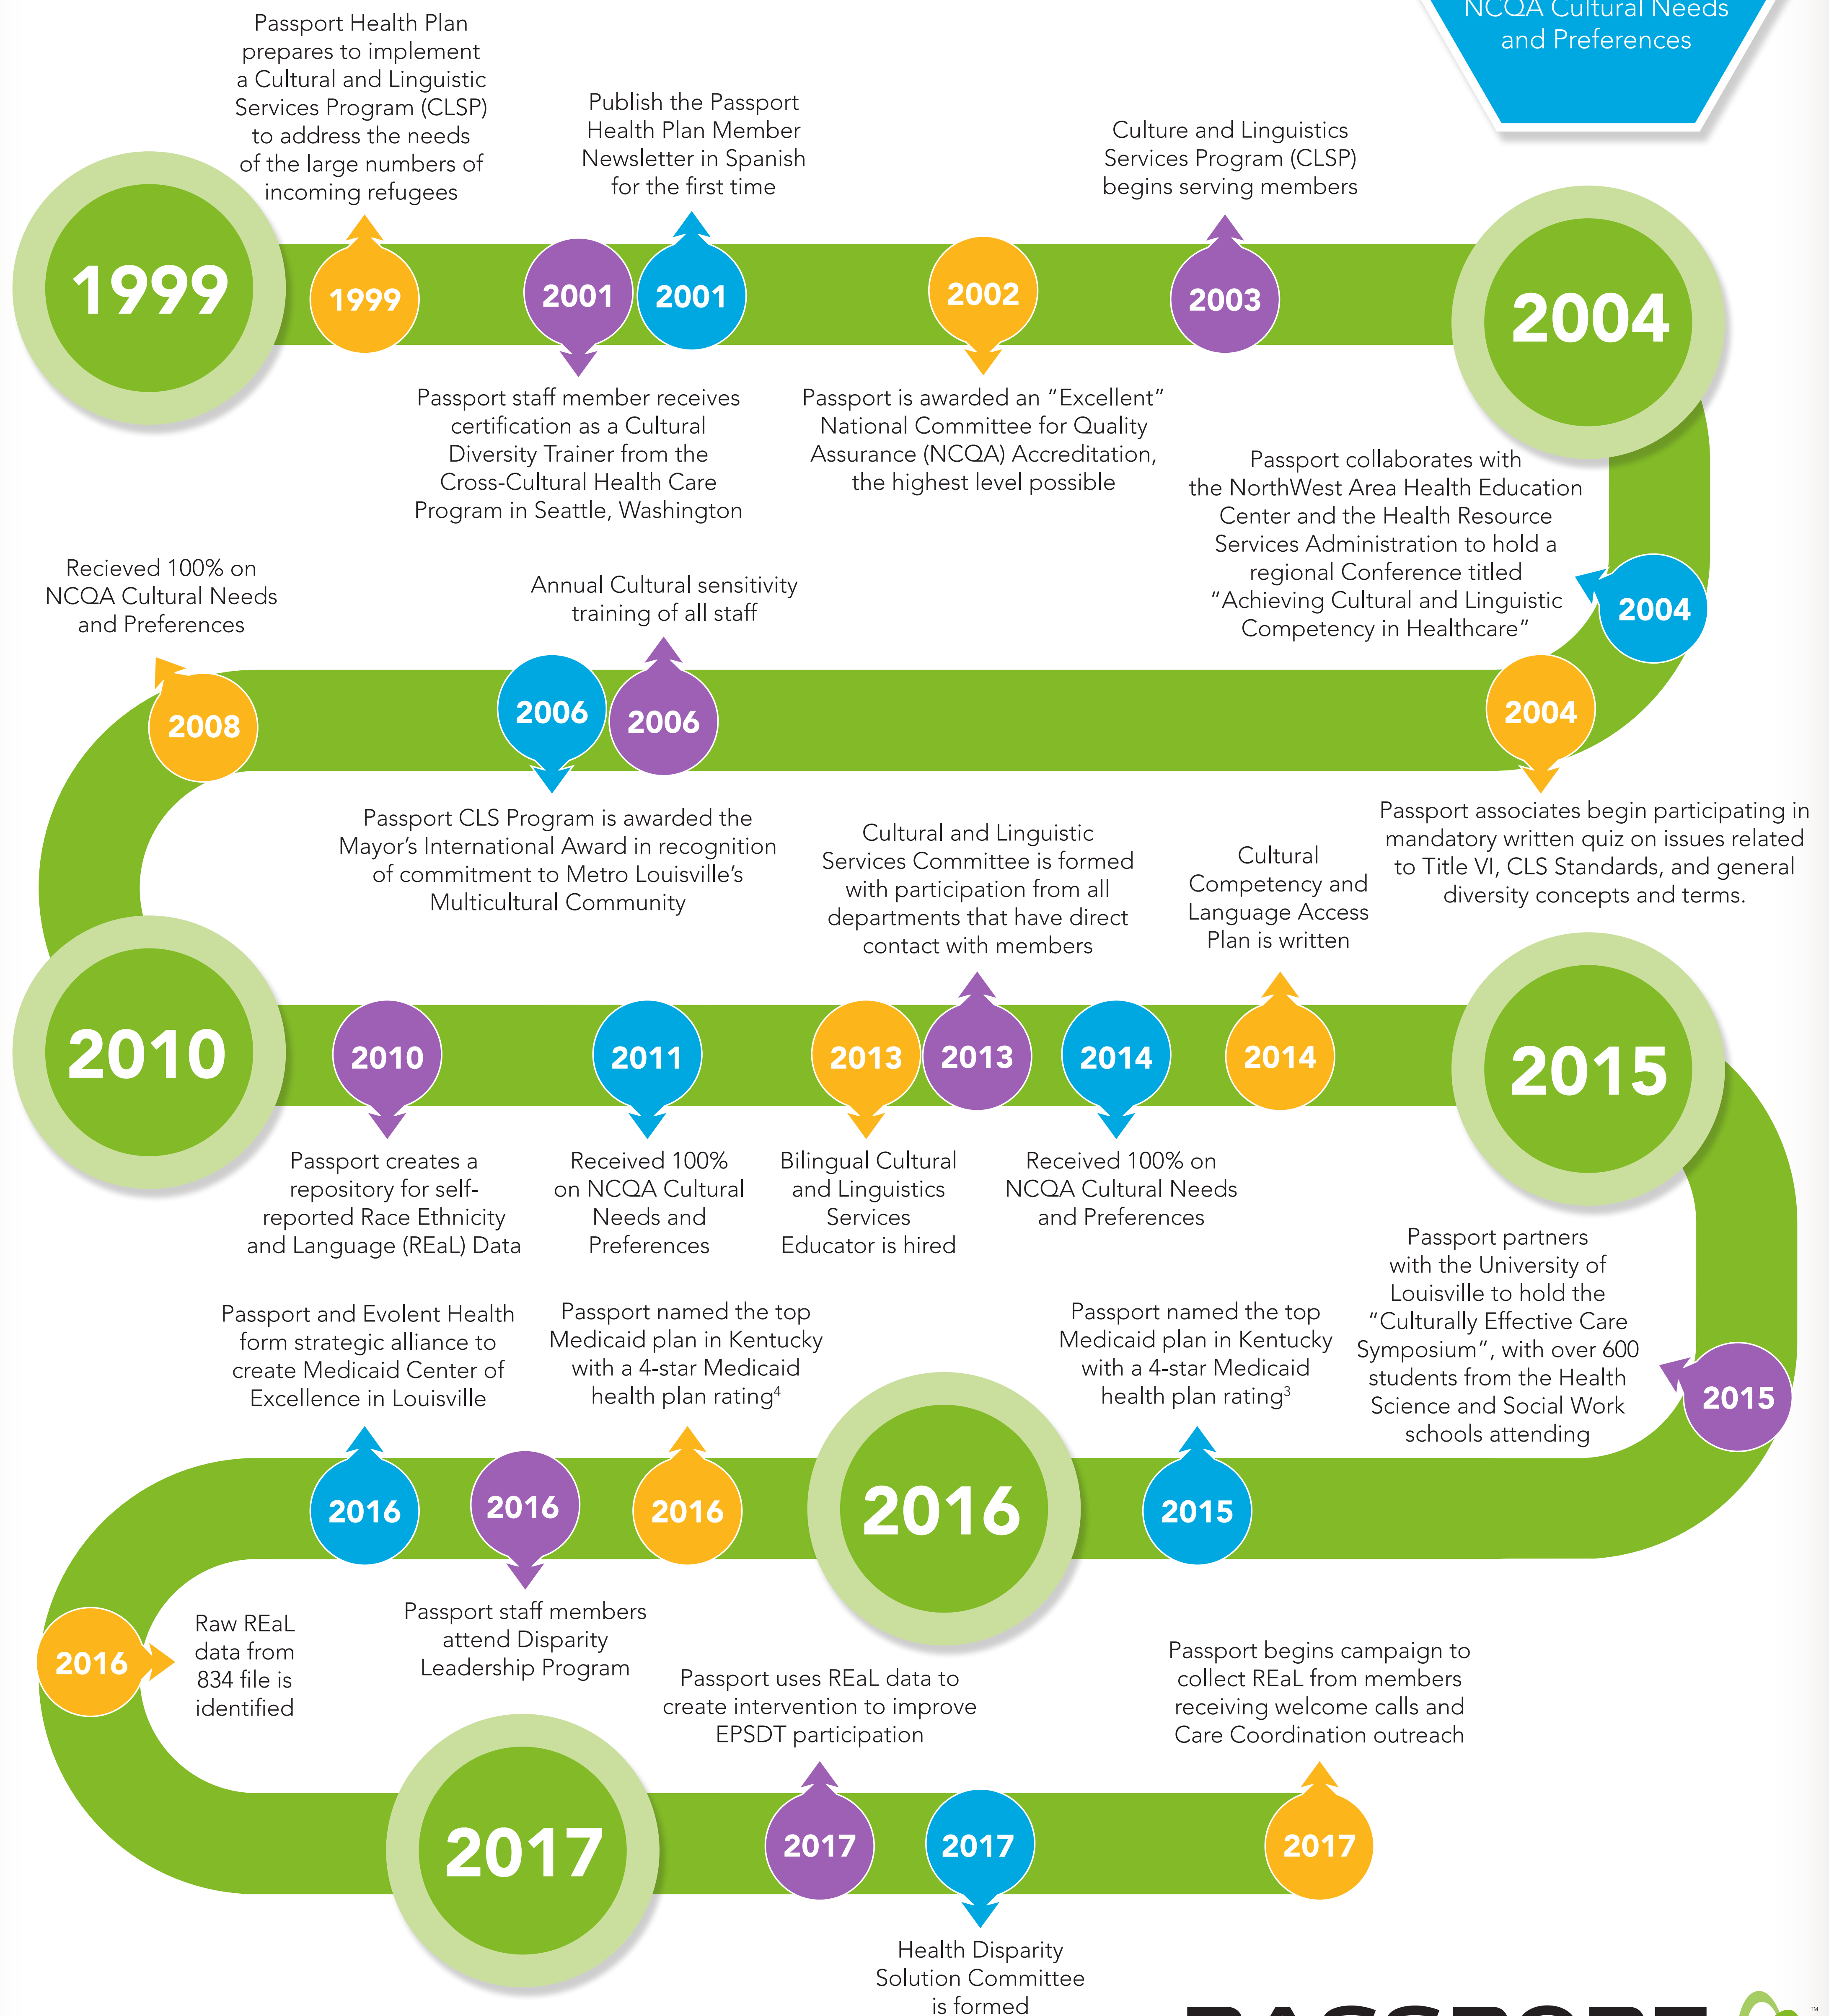 NCQA Cultural Needs
and Preferences
Passport Health Plan
prepares to implement
a Cultural and Linguistic
Services Program (CLSP)
to address the needs
of the large numbers of
incoming refugees
Publish the Passport
Health Plan Member
Newsletter in Spanish
for the first time
Culture and Linguistics
Services Program (CLSP)
begins serving members
1999
1999
2001
2001
2002
2003
2004
Passport staff member receives
certification as a Cultural
Diversity Trainer from the
Cross-Cultural Health Care
Program in Seattle, Washington
Passport is awarded an “Excellent”
National Committee for Quality
Assurance (NCQA) Accreditation,
the highest level possible
Passport collaborates with
the NorthWest Area Health Education
Center and the Health Resource
Services Administration to hold a
regional Conference titled
“Achieving Cultural and Linguistic
Competency in Healthcare”
2004
2004
Passport associates begin participating in
mandatory written quiz on issues related
to Title VI, CLS Standards, and general
diversity concepts and terms.
Annual Cultural sensitivity
training of all staff
2006
2006
Passport CLS Program is awarded the
Mayor’s International Award in recognition
of commitment to Metro Louisville’s
Multicultural Community
Recieved 100% on
NCQA Cultural Needs
and Preferences
2008
2010
2010
Passport creates a
repository for self-
reported Race Ethnicity
and Language (REaL) Data
2011
Received 100%
on NCQA Cultural
Needs and
Preferences
2013
Bilingual Cultural
and Linguistics
Services
Educator is hired
Cultural and Linguistic
Services Committee is formed
with participation from all
departments that have direct
contact with members
2013
2014
Received 100% on
NCQA Cultural Needs
and Preferences
Cultural
Competency and
Language Access
Plan is written
2014
2015
Passport partners
with the University of
Louisville to hold the
“Culturally Effective Care
Symposium”, with over 600
students from the Health
Science and Social Work
schools attending
2015
Passport named the top
Medicaid plan in Kentucky
with a 4-star Medicaid
health plan rating³
2015
2016
Passport named the top
Medicaid plan in Kentucky
with a 4-star Medicaid
health plan rating⁴
2016
2016
Passport staff members
attend Disparity
Leadership Program
Passport and Evolent Health
form strategic alliance to
create Medicaid Center of
Excellence in Louisville
2016
2016
Raw REaL
data from
834 file is
identified
2017
Passport uses REaL data to
create intervention to improve
EPSDT participation
2017
2017
Health Disparity
Solution Committee
is formed
Passport begins campaign to
collect REaL from members
receiving welcome calls and
Care Coordination outreach
2017
PASSPORT
™